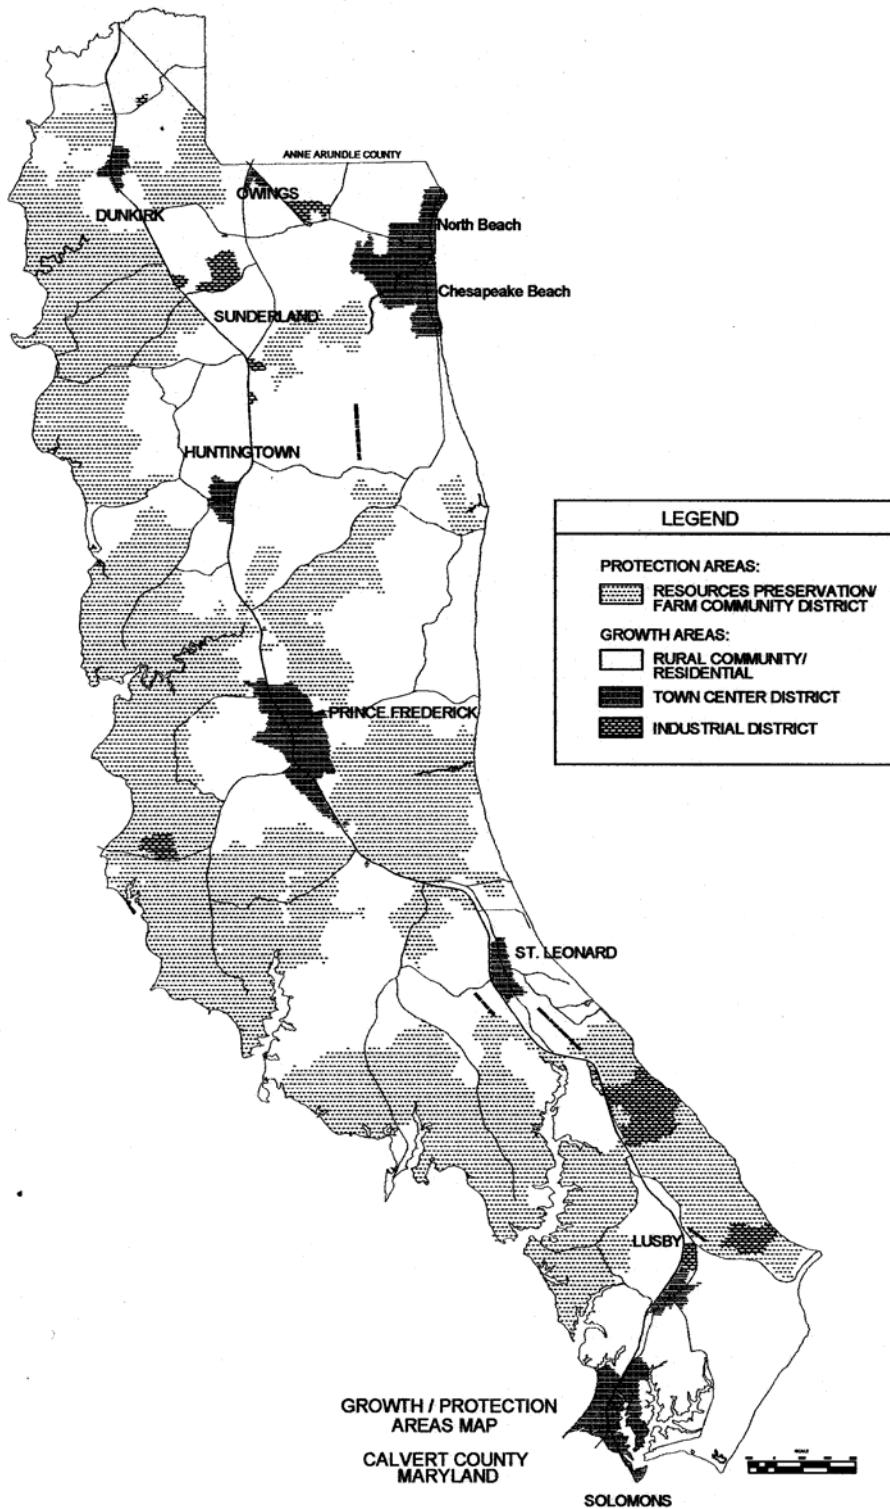 ANNE ARUNDLE COUNTY
OWINGS
DUNKIRK
North Beach
Chesapeake Beach
SUNDERLAND
HUNTINGTOWN
LEGEND
PROTECTION AREAS:
RESOURCES PRESERVATION/
FARM COMMUNITY DISTRICT
GROWTH AREAS:
RURAL COMMUNITY/
RESIDENTIAL
TOWN CENTER DISTRICT
INDUSTRIAL DISTRICT
PRINCE FREDERICK
ST. LEONARD
LUSBY
GROWTH / PROTECTION
AREAS MAP
CALVERT COUNTY
MARYLAND
SCALE
SOLOMONS